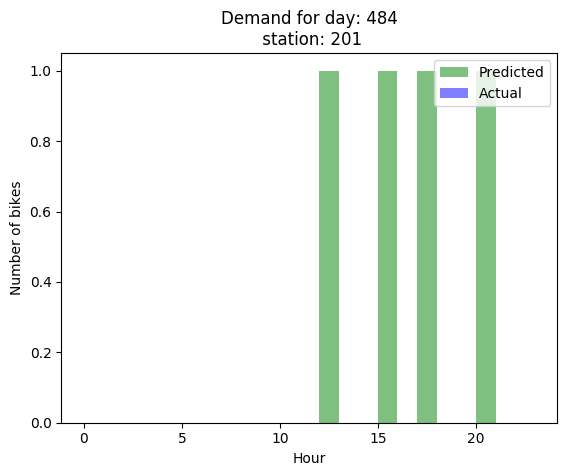 Demand for day: 484
station: 201
Predicted
Actual
Number of bikes
1.0
0.8
0.6
0.4
0.2
0.0
0 5 10 15 20
Hour